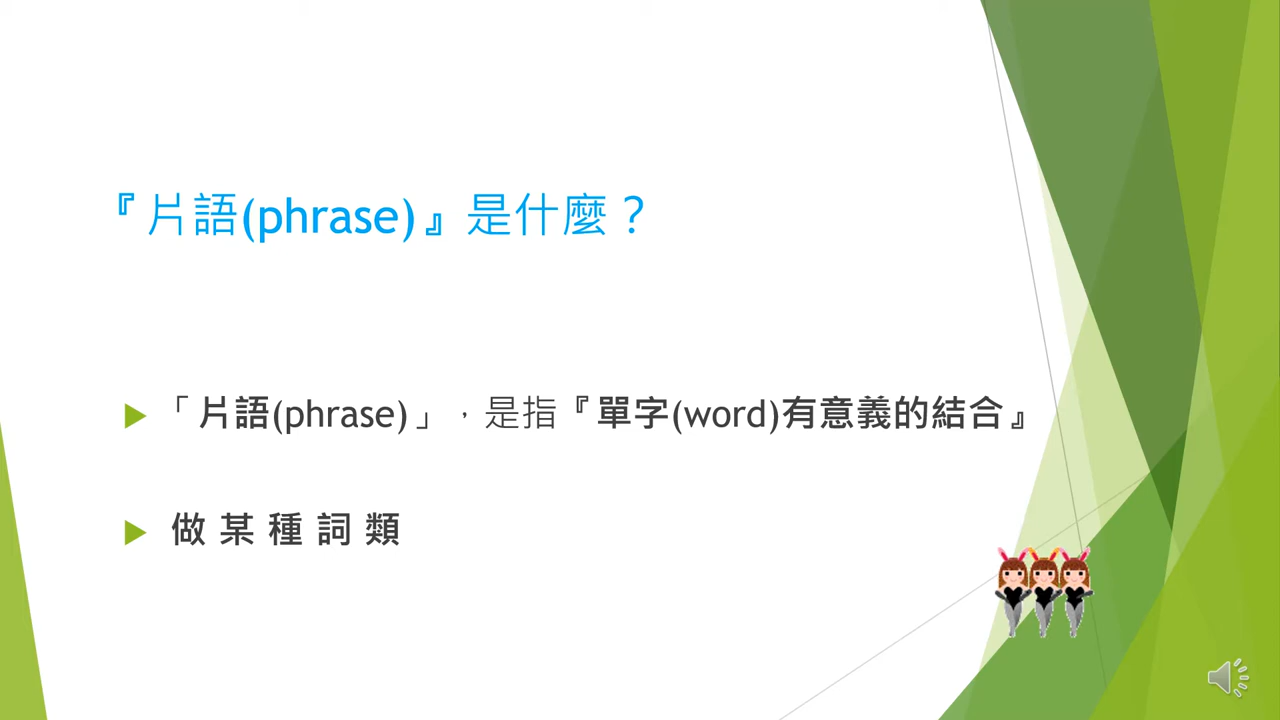 『片語(phrase)』是什麼？
「片語(phrase)」，是指『單字(word)有意義的結合』
做 某 種 詞 類